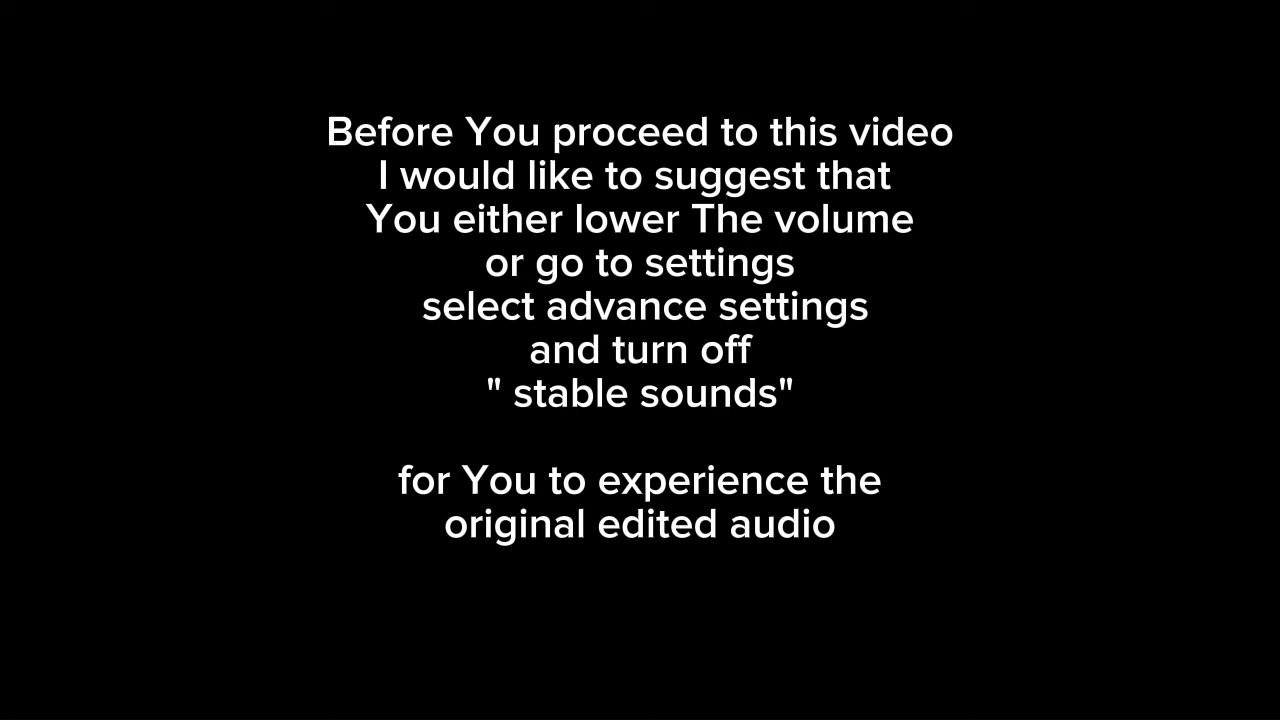 Before You proceed to this video
I would like to suggest that
You either lower The volume
or go to settings
select advance settings
and turn off
" stable sounds"
for You to experience the
original edited audio